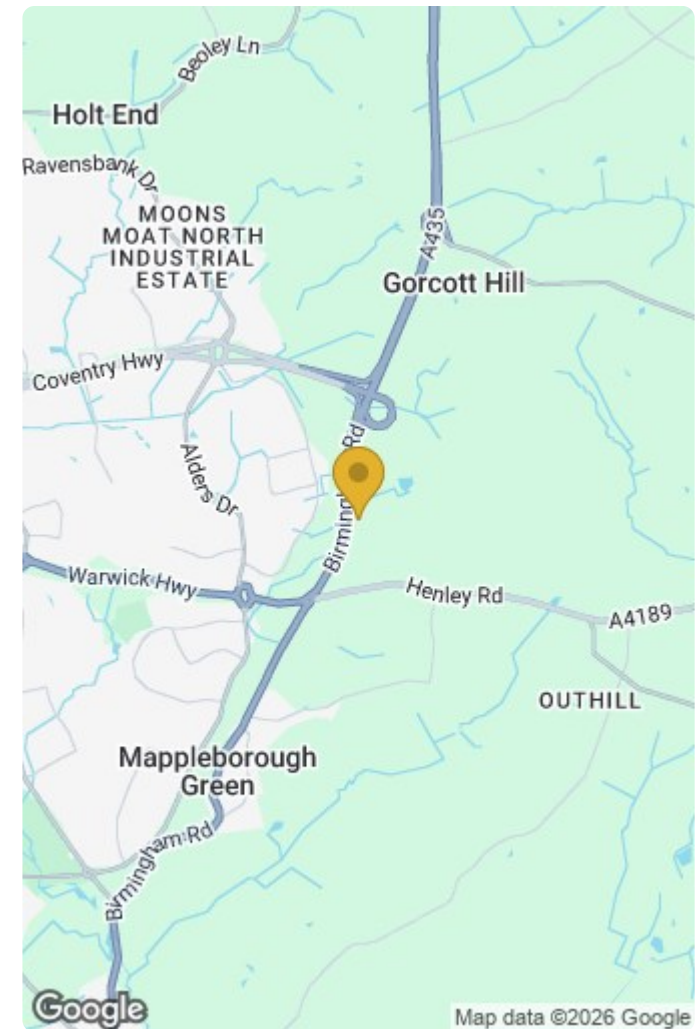 Beoley Ln
Holt End
Ravensbank Dr
MOONS
MOAT NORTH
INDUSTRIAL
ESTATE
A435
Gorcott Hill
Coventry Hwy
Birmingh
Rd
Alders Dr
Warwick Hwy
Henley Rd
A4189
OUTHILL
Mappleborough
Green
Birmingham Rd
Google
Map data ©2026 Google